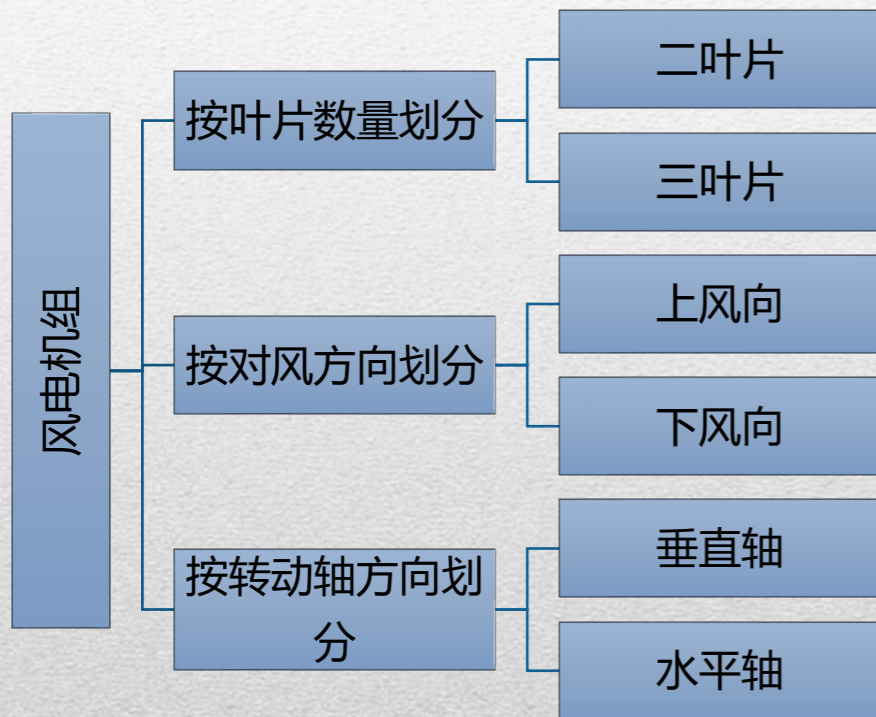 风电机组
按叶片数量划分
二叶片
三叶片
按对风方向划分
上风向
下风向
按转动轴方向划
分
垂直轴
水平轴